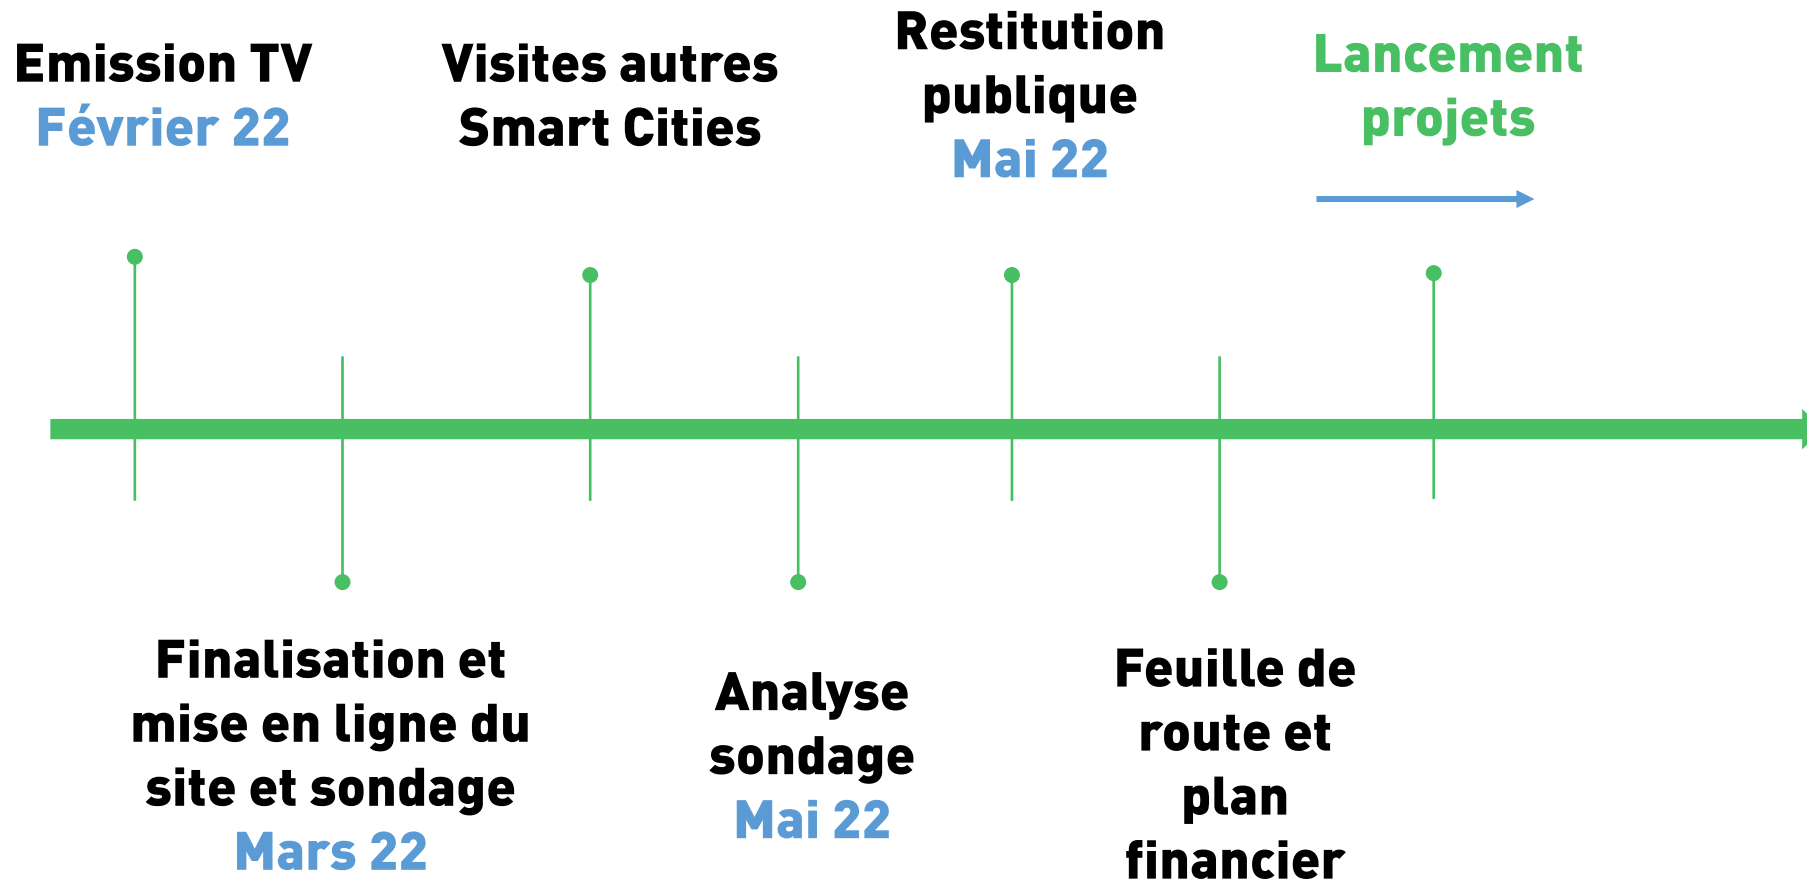 Emission TV
Février 22
Visites autres
Smart Cities
Restitution
publique
Mai 22
Lancement
projets
Finalisation et
mise en ligne du
site et sondage
Mars 22
Analyse
sondage
Mai 22
Feuille de
route et
plan
financier